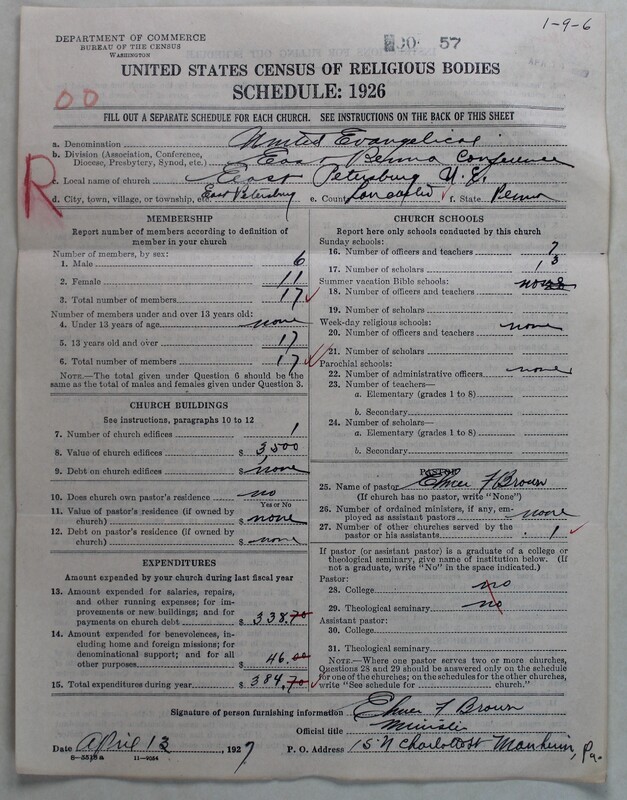 1-9-6
DEPARTMENT OF COMMERCE
BUREAU OF THE CENSUS
WASHINGTON
30 57
UNITED STATES CENSUS OF RELIGIOUS BODIES
SCHEDULE: 1926
OO
FILL OUT A SEPARATE SCHEDULE FOR EACH CHURCH. SEE INSTRUCTIONS ON THE BACK OF THIS SHEET
R
a. Denomination United Evangelical
b. Division (Association, Conference, Diocese, Presbytery, Synod, etc.) East Penna Conference
c. Local name of church East Petersburg U. E.
d. City, town, village, or township, etc. East Petersburg e. County Lancaster f. State Penna
MEMBERSHIP
Report number of members according to definition of
member in your church
Number of members, by sex:
1. Male 6
2. Female 11
3. Total number of members 17
Number of members under and over 13 years old:
4. Under 13 years of age none
5. 13 years old and over 17
6. Total number of members 17
NOTE.—The total given under Question 6 should be the
same as the total of males and females given under Question 3.
CHURCH BUILDINGS
See instructions, paragraphs 10 to 12
7. Number of church edifices 1
8. Value of church edifices $ 3,500
9. Debt on church edifices $ none
10. Does church own pastor's residence no
Yes or No
11. Value of pastor's residence (if owned by
church) $ none
12. Debt on pastor's residence (if owned by
church) $ none
EXPENDITURES
Amount expended by your church during last fiscal year
13. Amount expended for salaries, repairs,
and other running expenses; for im-
provements or new buildings; and for
payments on church debt $ 338.70
14. Amount expended for benevolences, in-
cluding home and foreign missions; for
denominational support; and for all
other purposes $ 46.00
15. Total expenditures during year $ 384.70
CHURCH SCHOOLS
Report here only schools conducted by this church
Sunday schools:
16. Number of officers and teachers 7
17. Number of scholars 13
Summer vacation Bible schools:
18. Number of officers and teachers none
19. Number of scholars
Week-day religious schools:
20. Number of officers and teachers none
21. Number of scholars
Parochial schools:
22. Number of administrative officers none
23. Number of teachers—
a. Elementary (grades 1 to 8)
b. Secondary
24. Number of scholars—
a. Elementary (grades 1 to 8)
b. Secondary
PASTOR
25. Name of pastor Elmer F Brown
(If church has no pastor, write "None")
26. Number of ordained ministers, if any, em-
ployed as assistant pastors none
27. Number of other churches served by the
pastor or his assistants 1
If pastor (or assistant pastor) is a graduate of a college or
theological seminary, give name of institution below. (If
not a graduate, write "No" in the space indicated.)
Pastor:
28. College no
29. Theological seminary no
Assistant pastor:
30. College
31. Theological seminary
NOTE.—Where one pastor serves two or more churches,
Questions 28 and 29 should be answered only on the schedule
for one of the churches; on the schedules for the other churches,
write "See schedule for church."
Signature of person furnishing information Elmer F Brown
Official title Minister
Date April 13, 1927 P. O. Address 15 N Charlotte St Manheim, Pa.
8-5518a 11-9024